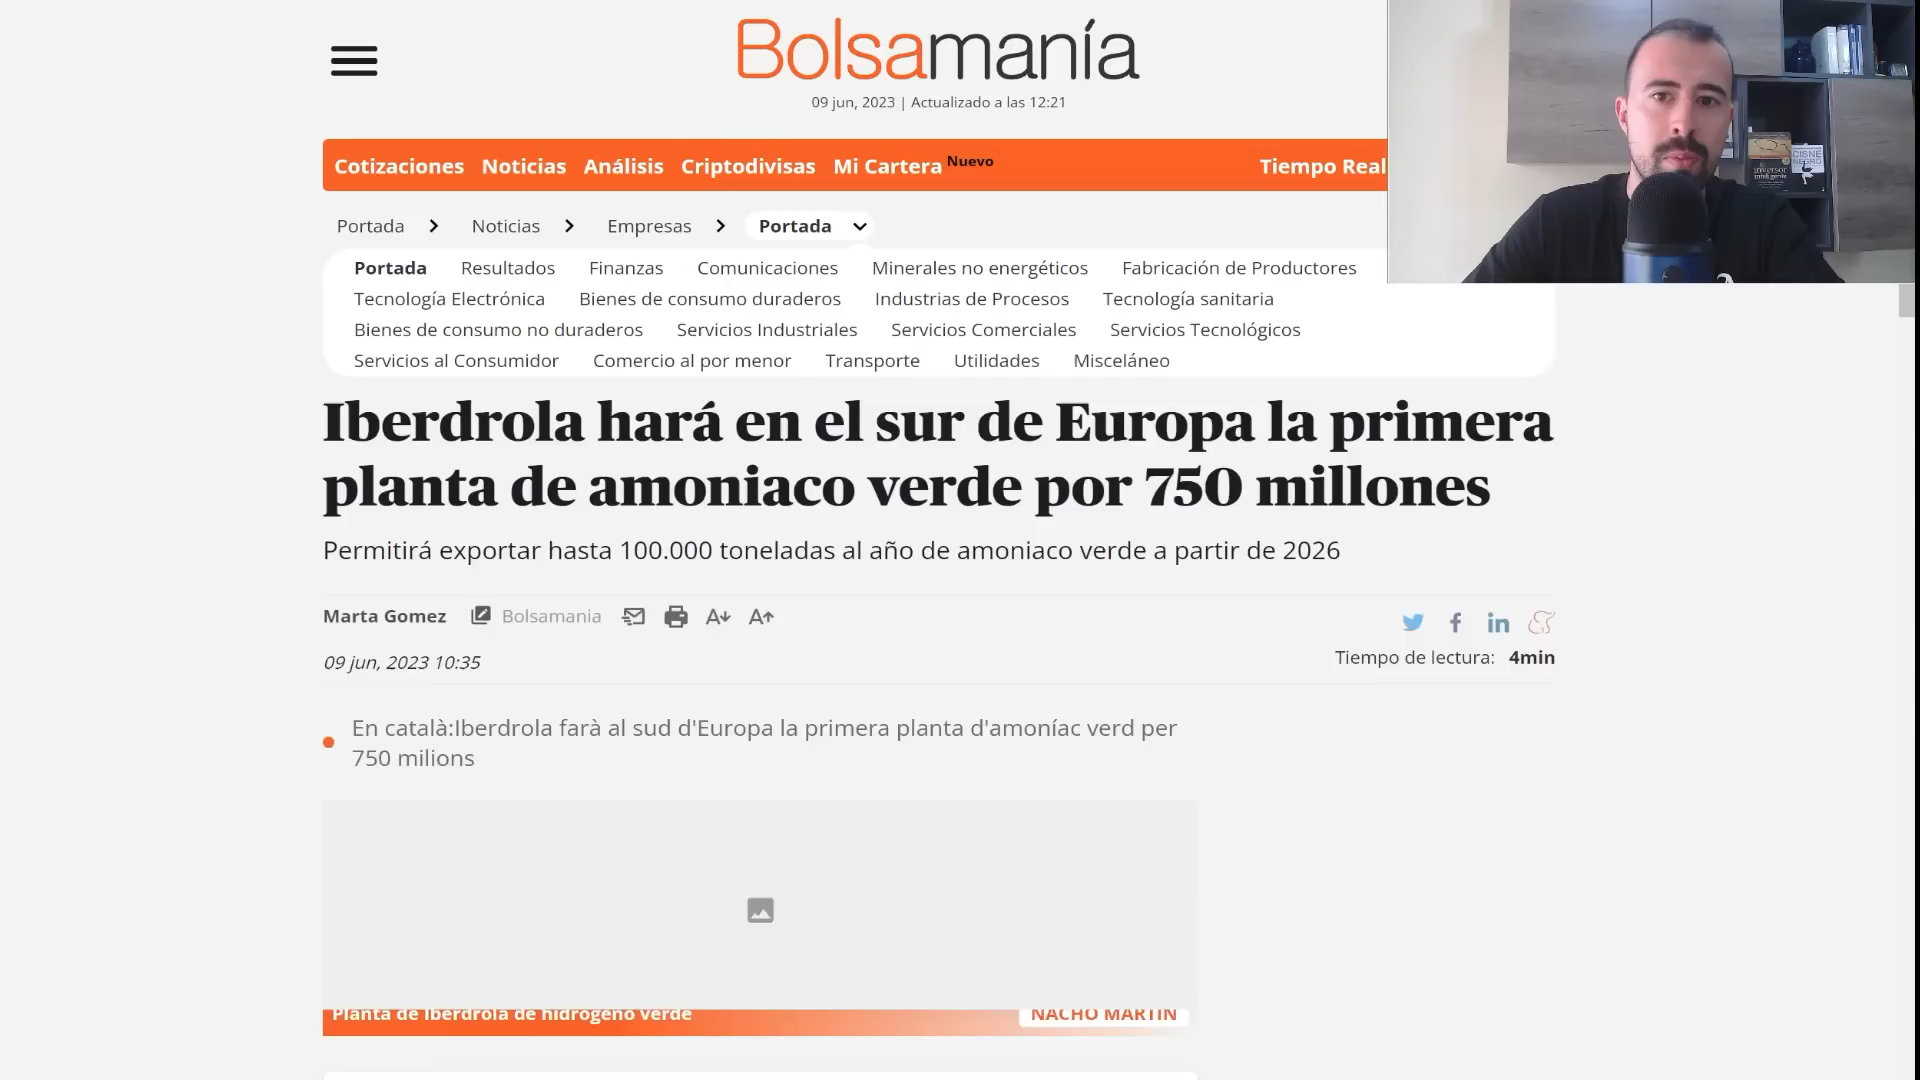 Bolsamanía
09 jun, 2023 | Actualizado a las 12:21
Cotizaciones Noticias Análisis Criptodivisas Mi Cartera Nuevo Tiempo Real
Portada Noticias Empresas Portada
Portada Resultados Finanzas Comunicaciones Minerales no energéticos Fabricación de Productores
Tecnología Electrónica Bienes de consumo duraderos Industrias de Procesos Tecnología sanitaria
Bienes de consumo no duraderos Servicios Industriales Servicios Comerciales Servicios Tecnológicos
Servicios al Consumidor Comercio al por menor Transporte Utilidades Misceláneo
CISNE
NEGRO
inversor
inteligente
Iberdrola hará en el sur de Europa la primera
planta de amoniaco verde por 750 millones
Permitirá exportar hasta 100.000 toneladas al año de amoniaco verde a partir de 2026
Marta Gomez Bolsamania
09 jun, 2023 10:35
Tiempo de lectura: 4min
En català:Iberdrola farà al sud d'Europa la primera planta d'amoníac verd per
750 milions
Planta de Iberdrola de hidrógeno verde NACHO MARTIN